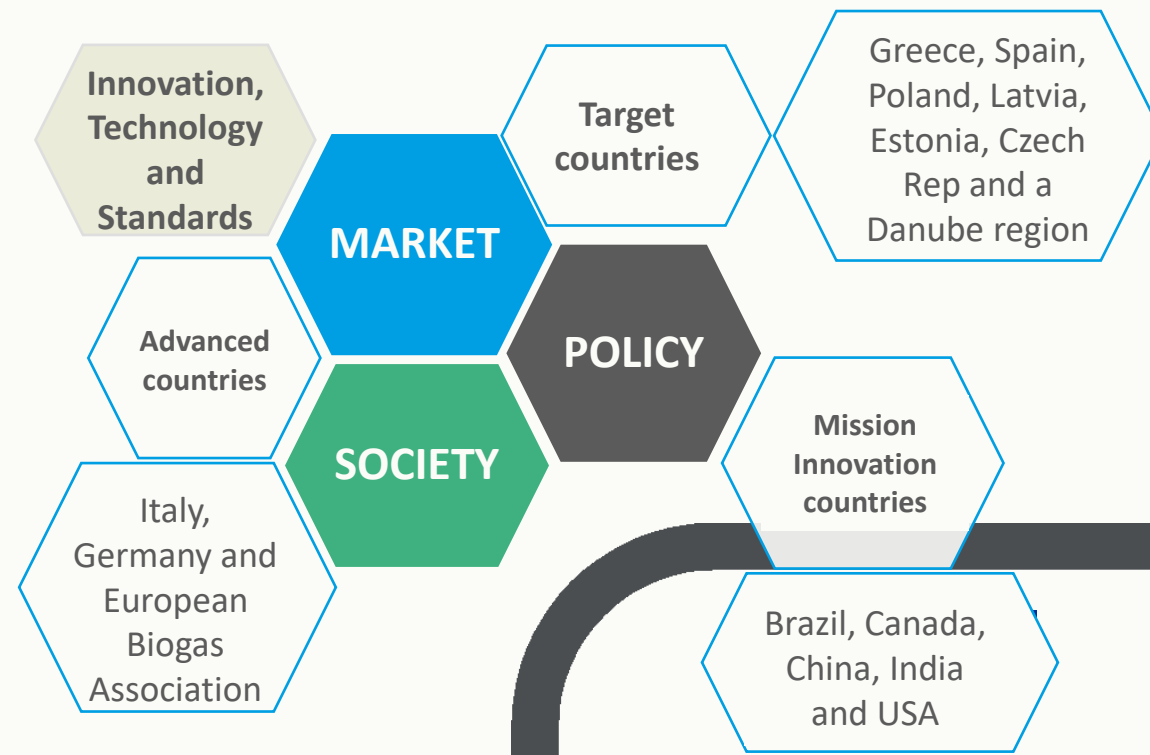 Innovation,
Technology
and
Standards
MARKET
Target
countries
Greece, Spain,
Poland, Latvia,
Estonia, Czech
Rep and a
Danube region
Advanced
countries
POLICY
SOCIETY
Mission
Innovation
countries
Italy,
Germany and
European
Biogas
Association
Brazil, Canada,
China, India
and USA